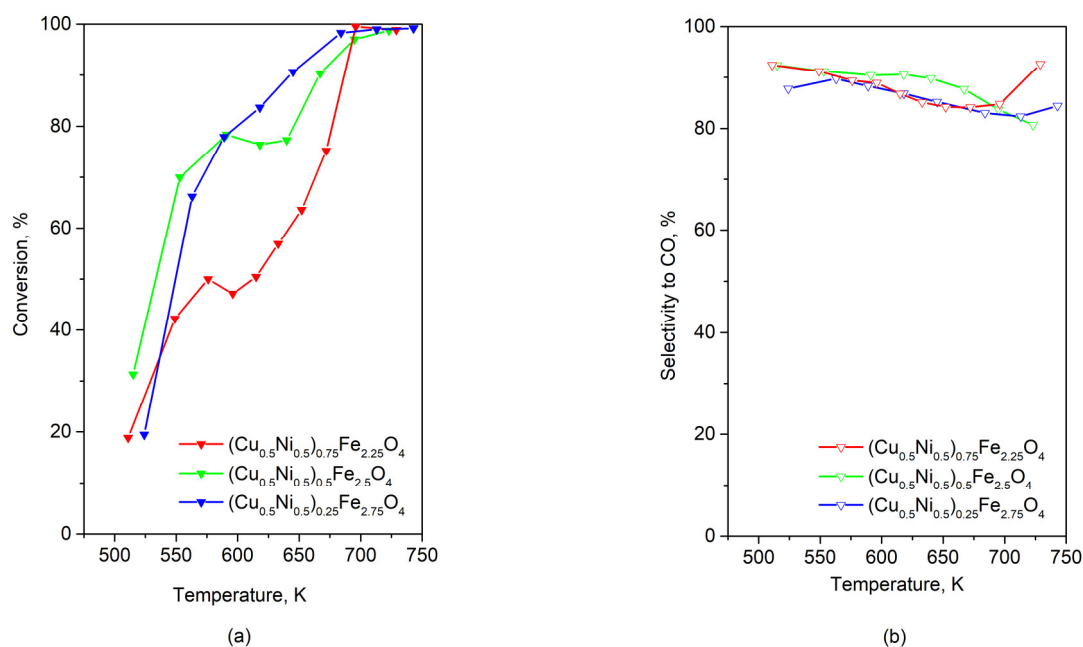 100
80
60
40
20
0
Conversion, %
500 550 600 650 700 750
Temperature, K
(Cu0.5Ni0.5)0.75Fe2.25O4
(Cu0.5Ni0.5)0.5Fe2.5O4
(Cu0.5Ni0.5)0.25Fe2.75O4
(a)
100
80
60
40
20
0
Selectivity to CO, %
500 550 600 650 700 750
Temperature, K
(Cu0.5Ni0.5)0.75Fe2.25O4
(Cu0.5Ni0.5)0.5Fe2.5O4
(Cu0.5Ni0.5)0.25Fe2.75O4
(b)